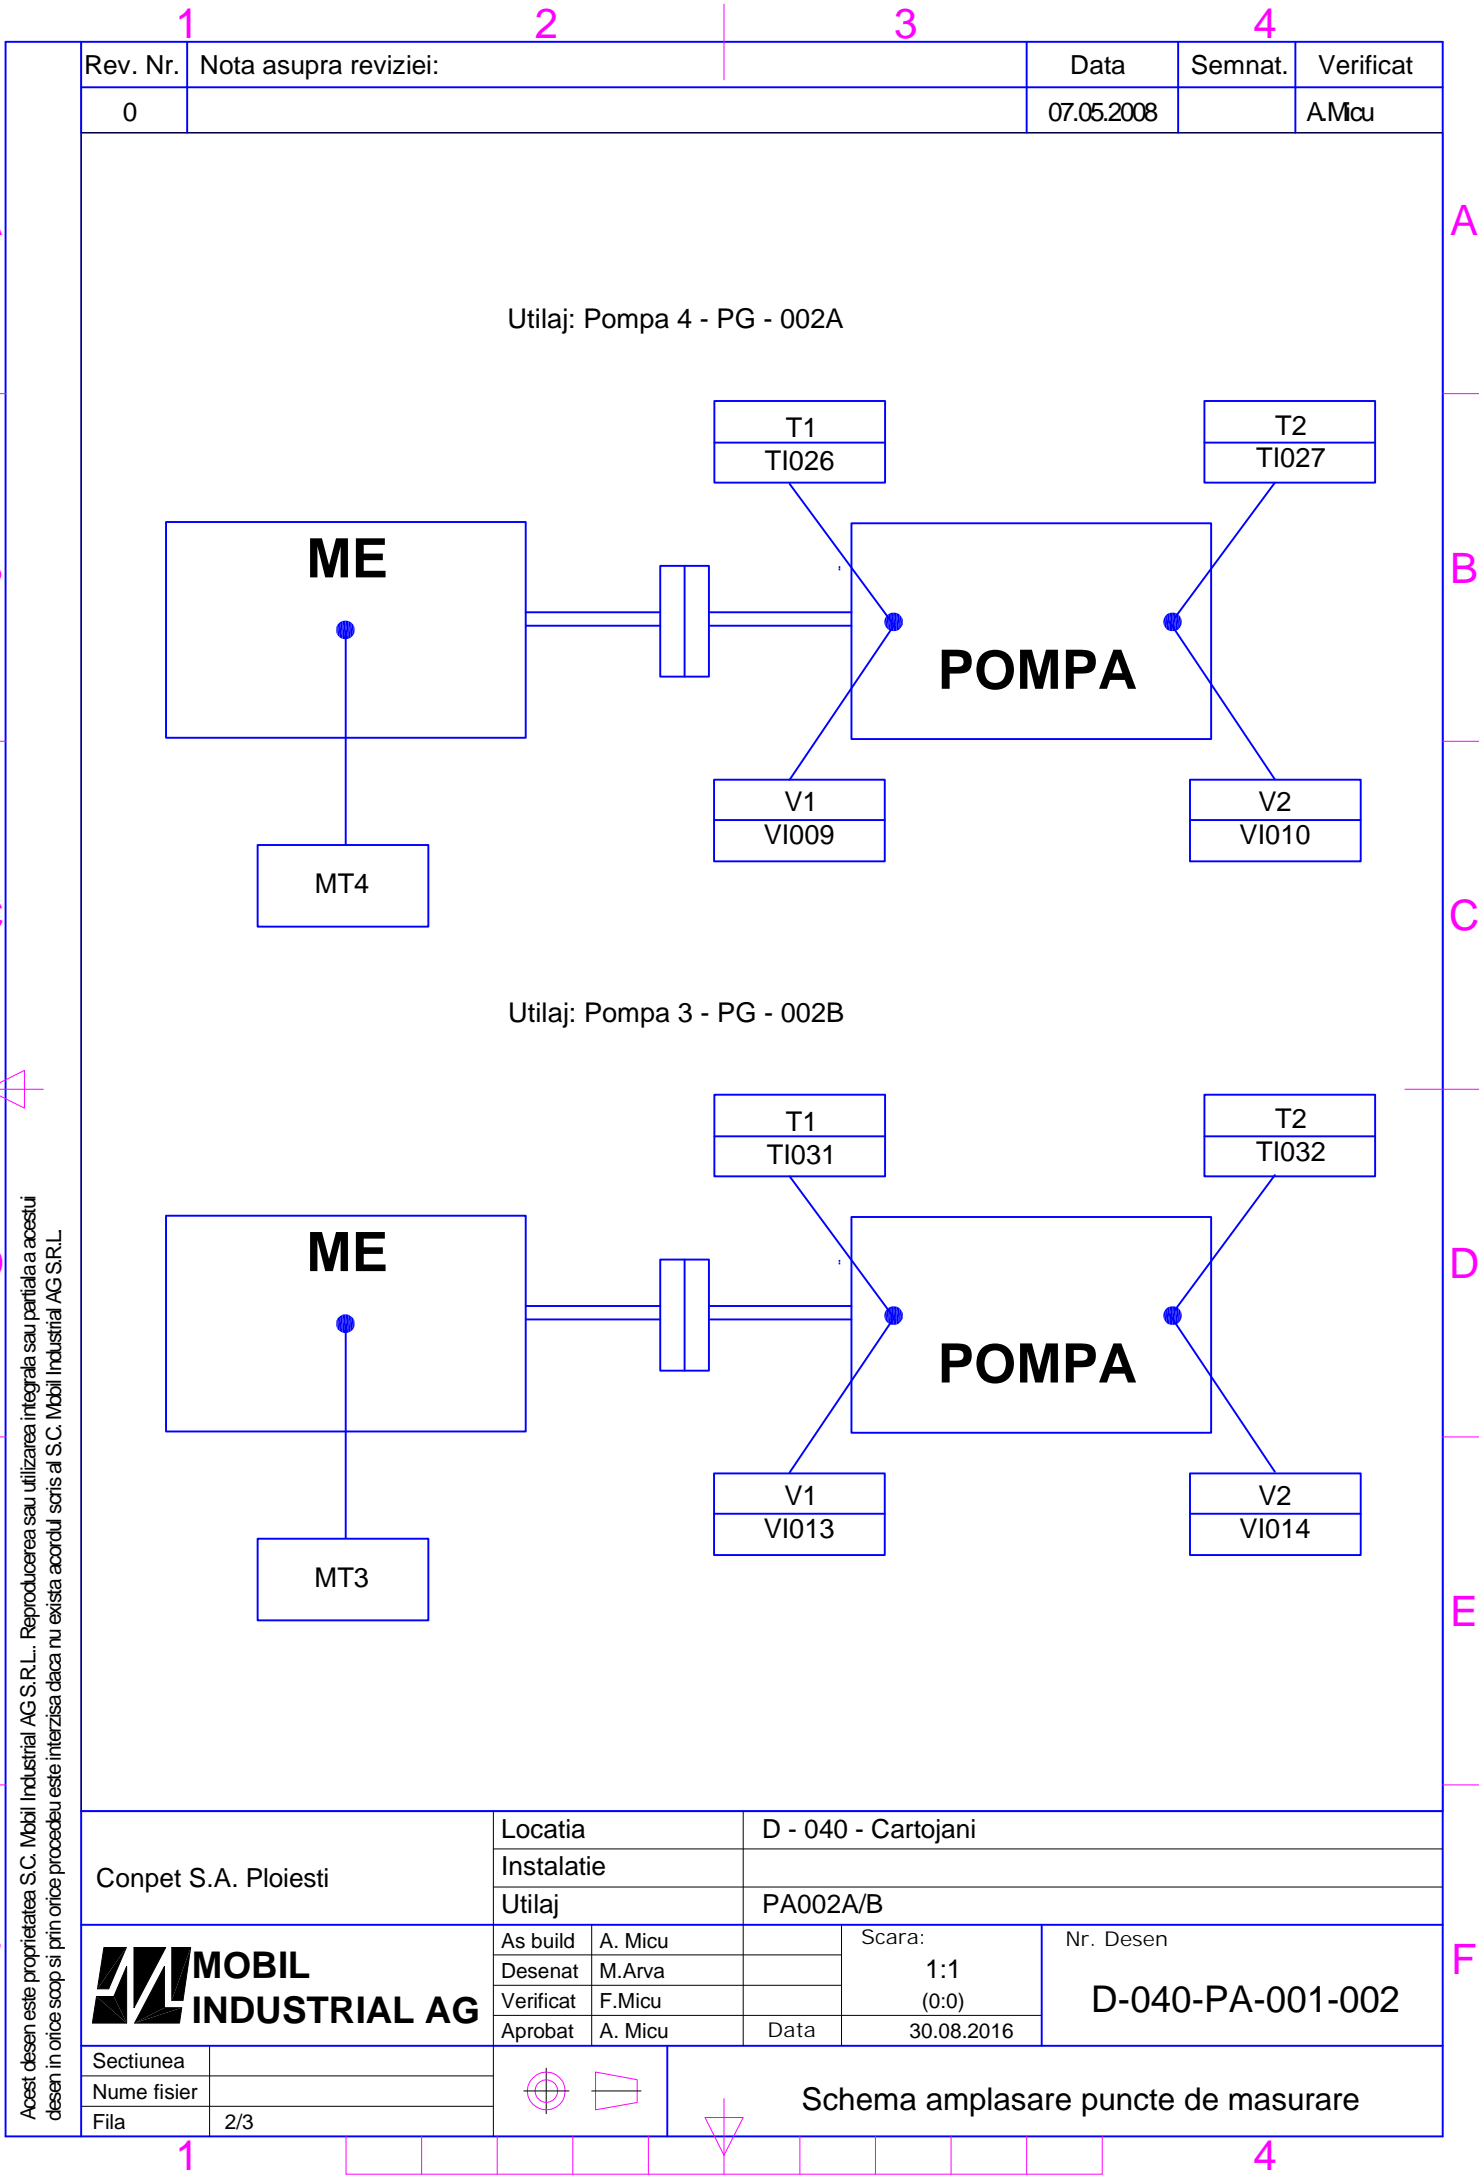 1 2 3 4
Rev. Nr. Nota asupra reviziei: Data Semnat. Verificat
0 07.05.2008 A.Micu
A
Utilaj: Pompa 4 - PG - 002A
T1 T2
TI026 TI027
ME
B
POMPA
V1 V2
VI009 VI010
MT4
C
Utilaj: Pompa 3 - PG - 002B
T1 T2
TI031 TI032
ME
D
POMPA
V1 V2
VI013 VI014
MT3
E
Acest desen este proprietatea S.C. Mobil Industrial AG S.R.L.. Reproducerea sau utilizarea integrala sau partiala a acestui
desen in orice scop si prin orice procedeu este interzisa daca nu exista acordul scris al S.C. Mobil Industrial AG S.R.L.
Conpet S.A. Ploiesti
Locatia D - 040 - Cartojani
Instalatie
Utilaj PA002A/B
MOBIL
INDUSTRIAL AG
As build A. Micu
Desenat M.Arva
Verificat F.Micu
Aprobat A. Micu Data 30.08.2016
Scara:
1:1
(0:0)
Nr. Desen
D-040-PA-001-002
F
Sectiunea
Nume fisier
Fila 2/3
Schema amplasare puncte de masurare
1 4